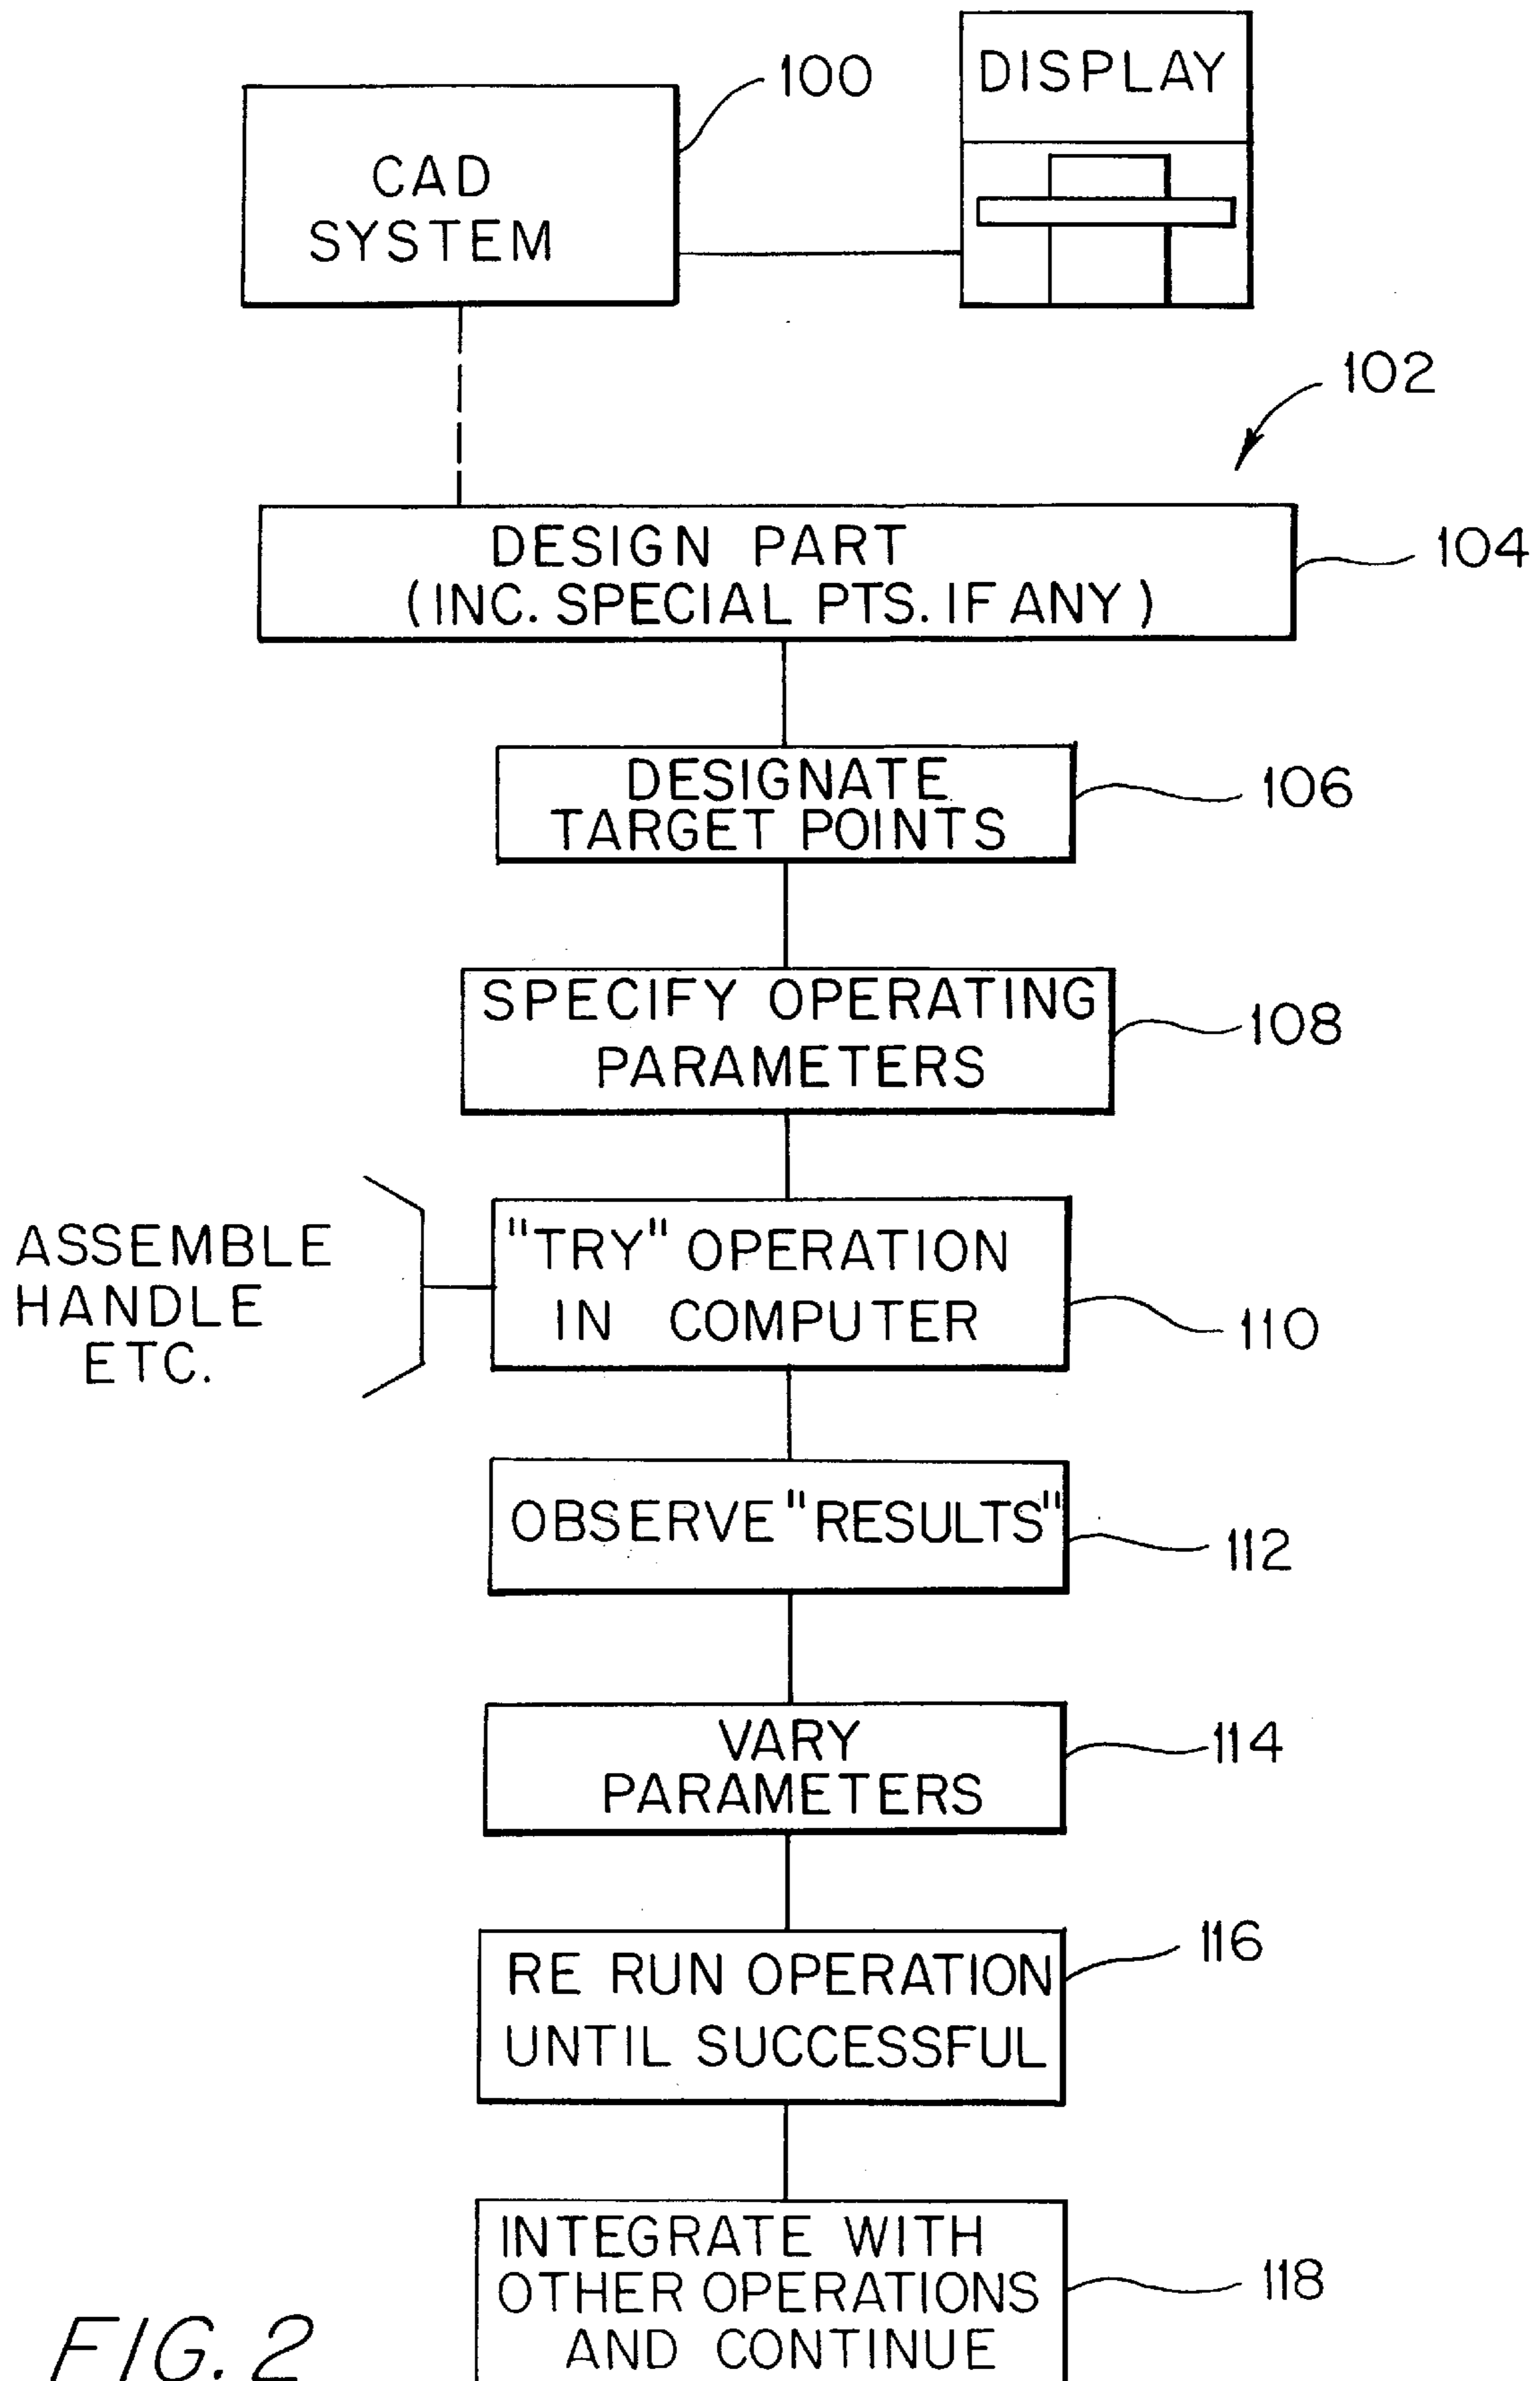 100
DISPLAY
CAD
SYSTEM
102
DESIGN PART
(INC. SPECIAL PTS. IF ANY)
104
DESIGNATE
TARGET POINTS
106
SPECIFY OPERATING
PARAMETERS
108
ASSEMBLE
HANDLE
ETC.
"TRY" OPERATION
IN COMPUTER
110
OBSERVE "RESULTS"
112
VARY
PARAMETERS
114
RE RUN OPERATION
UNTIL SUCCESSFUL
116
INTEGRATE WITH
OTHER OPERATIONS
AND CONTINUE
118
FIG. 2